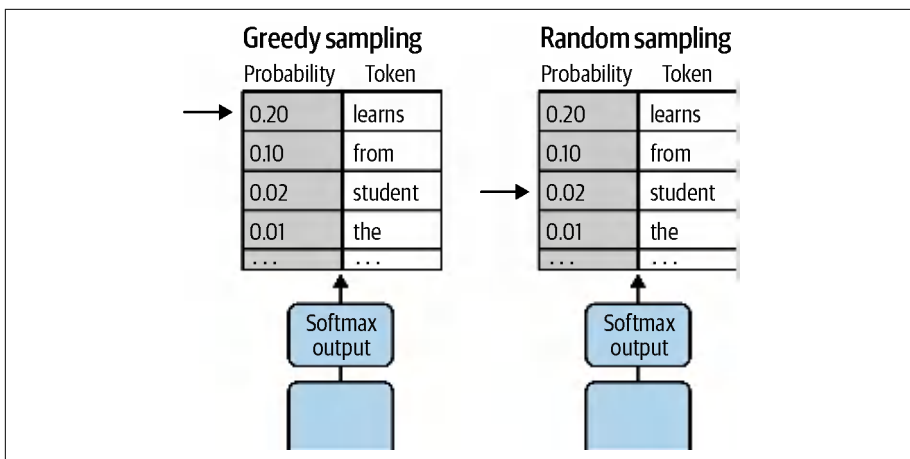 Greedy sampling
Probability Token
0.20 learns
0.10 from
0.02 student
0.01 the
... ...
Softmax
output
Random sampling
Probability Token
0.20 learns
0.10 from
0.02 student
0.01 the
... ...
Softmax
output